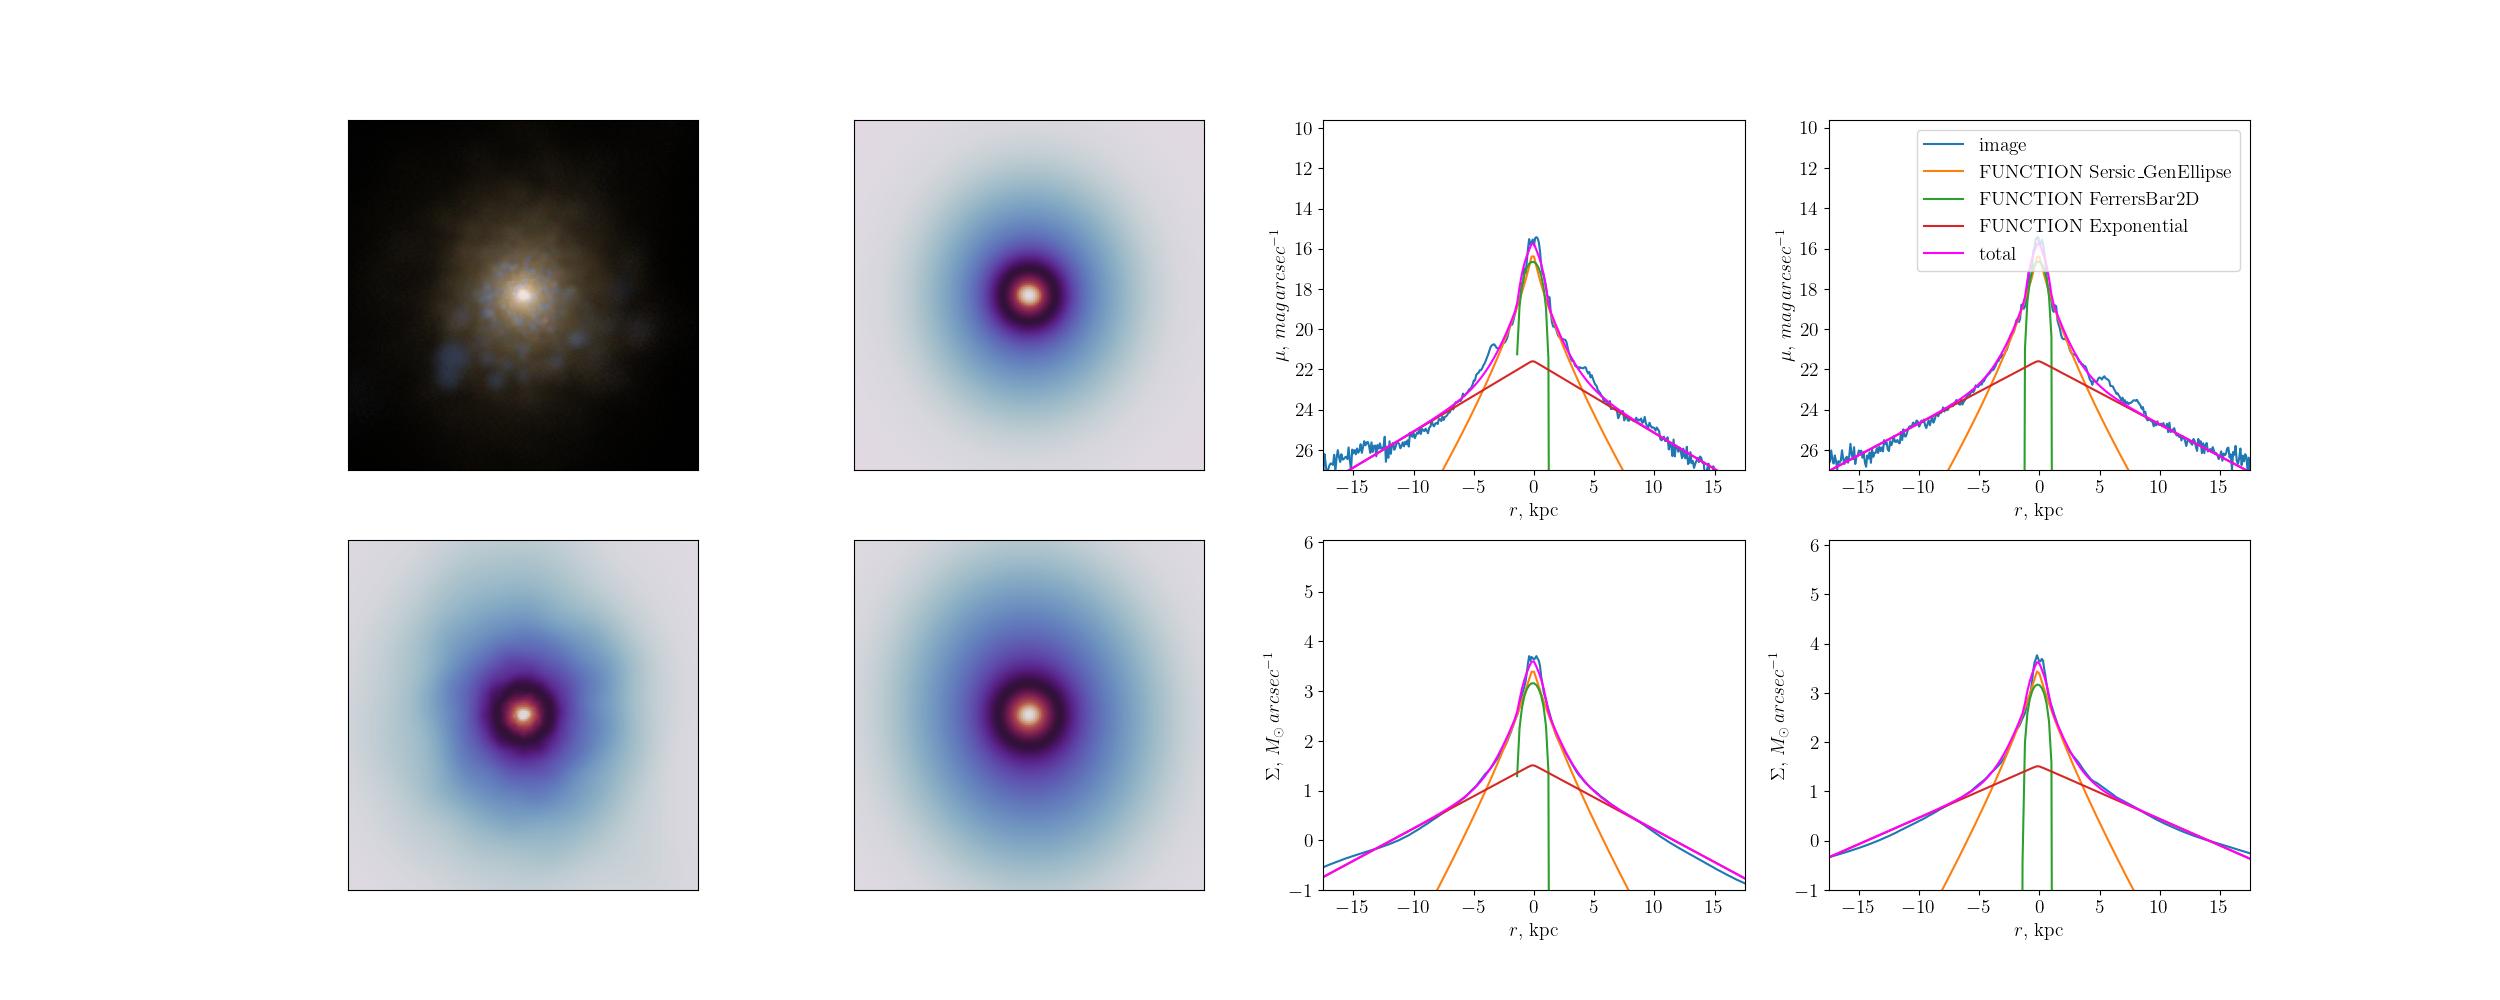 10
12
14
16
18
20
22
24
26
μ, magarcsec⁻¹
−15 −10 −5 0 5 10 15
r, kpc
10
12
14
16
18
20
22
24
26
μ, magarcsec⁻¹
image
FUNCTION Sersic_GenEllipse
FUNCTION FerrersBar2D
FUNCTION Exponential
total
−15 −10 −5 0 5 10 15
r, kpc
6
5
4
3
2
1
0
−1
Σ, M⊙ arcsec⁻¹
−15 −10 −5 0 5 10 15
r, kpc
6
5
4
3
2
1
0
−1
Σ, M⊙ arcsec⁻¹
−15 −10 −5 0 5 10 15
r, kpc